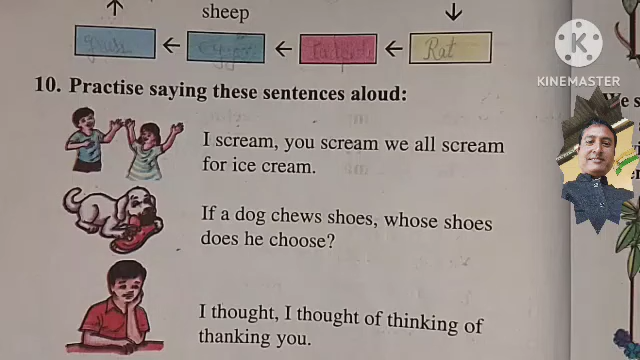 sheep
grass
Rat
KINEMASTER
10. Practise saying these sentences aloud:
I scream, you scream we all scream
for ice cream.
If a dog chews shoes, whose shoes
does he choose?
I thought, I thought of thinking of
thanking you.